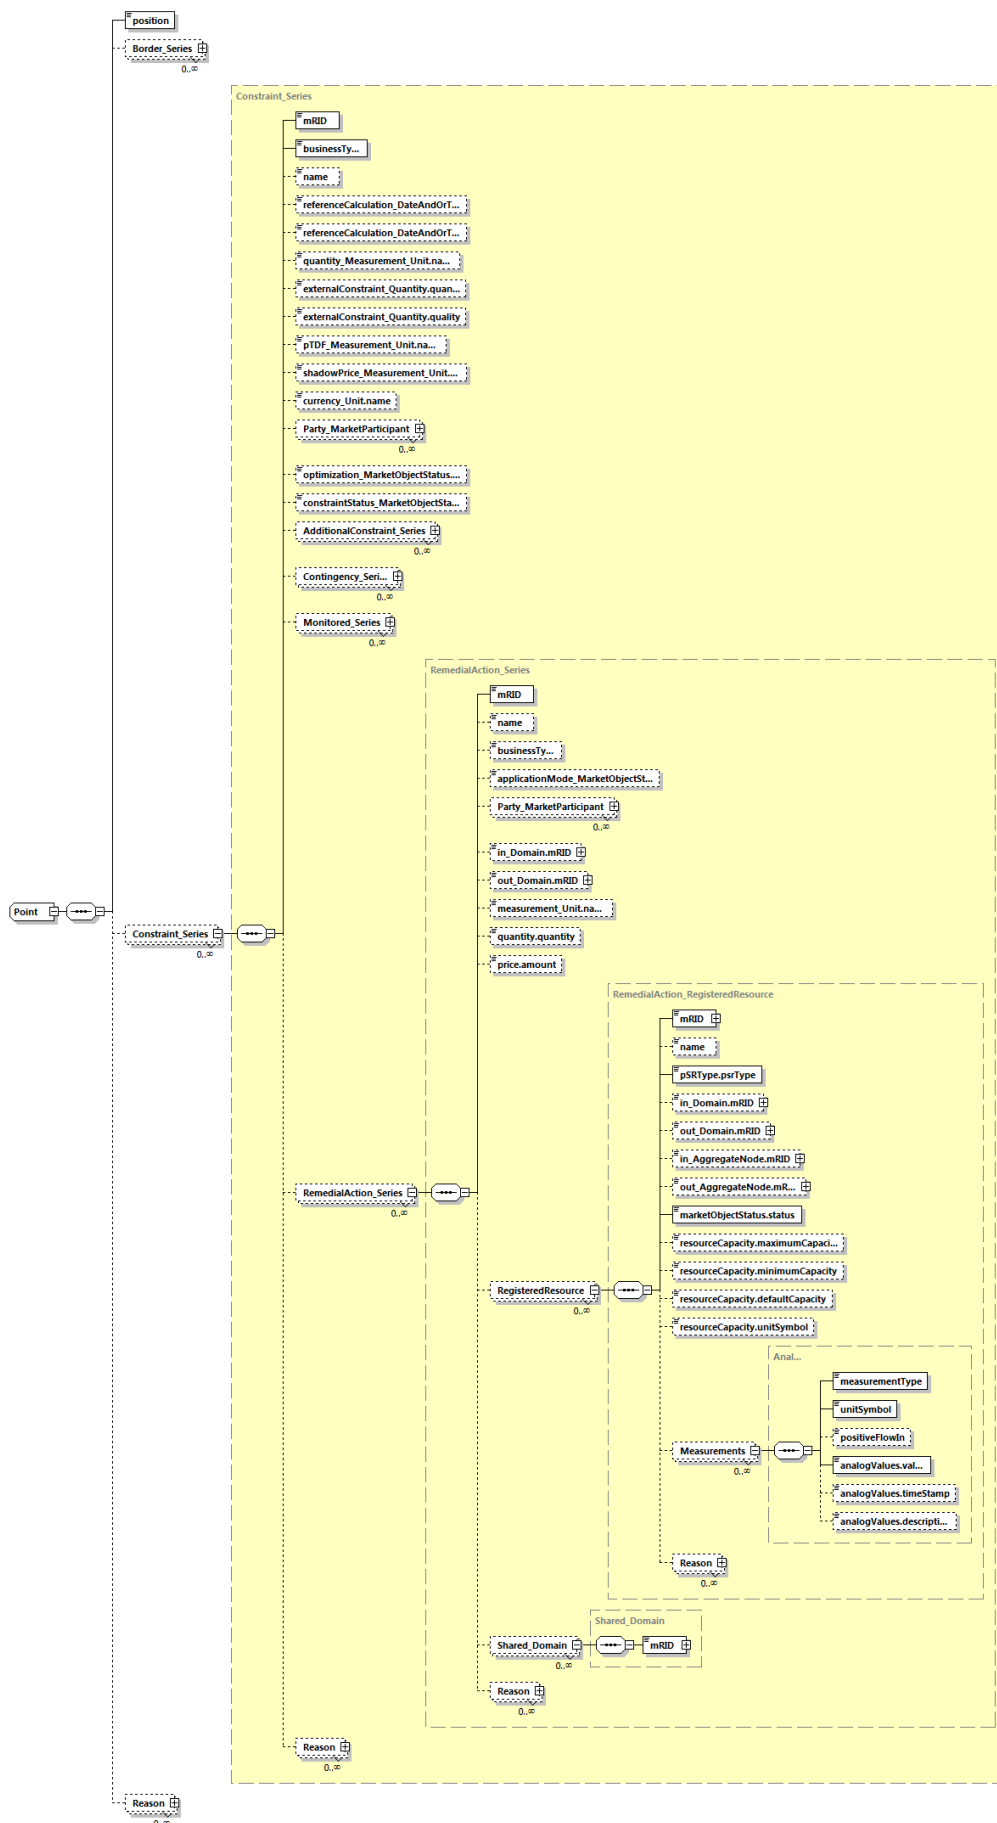 position
Border_Series
0..∞
Constraint_Series
mRID
businessTy...
name
referenceCalculation_DateAndOrT...
referenceCalculation_DateAndOrT...
quantity_Measurement_Unit.na...
externalConstraint_Quantity.quan...
externalConstraint_Quantity.quality
pTDF_Measurement_Unit.na...
shadowPrice_Measurement_Unit....
currency_Unit.name
Party_MarketParticipant
0..∞
optimization_MarketObjectStatus....
constraintStatus_MarketObjectSta...
AdditionalConstraint_Series
0..∞
Contingency_Seri...
0..∞
Monitored_Series
0..∞
RemedialAction_Series
mRID
name
businessTy...
applicationMode_MarketObjectSt...
Party_MarketParticipant
0..∞
in_Domain.mRID
out_Domain.mRID
measurement_Unit.na...
Point
Constraint_Series
0..∞
quantity.quantity
price.amount
RemedialAction_RegisteredResource
mRID
name
pSRType.psrType
in_Domain.mRID
out_Domain.mRID
in_AggregateNode.mRID
out_AggregateNode.mR...
RemedialAction_Series
0..∞
marketObjectStatus.status
resourceCapacity.maximumCapaci...
resourceCapacity.minimumCapacity
RegisteredResource
0..∞
resourceCapacity.defaultCapacity
resourceCapacity.unitSymbol
Anal...
measurementType
unitSymbol
positiveFlowIn
Measurements
0..∞
analogValues.val...
analogValues.timeStamp
analogValues.descripti...
Reason
0..∞
Shared_Domain
Shared_Domain
0..∞
mRID
Reason
0..∞
Reason
0..∞
Reason
0..∞